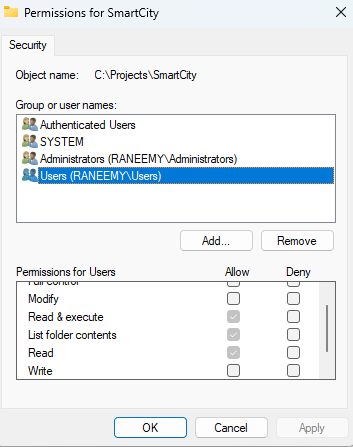 Permissions for SmartCity
Security
Object name: C:\Projects\SmartCity
Group or user names:
Authenticated Users
SYSTEM
Administrators (RANEEMY\Administrators)
Users (RANEEMY\Users)
Add... Remove
Permissions for Users Allow Deny
Full control
Modify
Read & execute
List folder contents
Read
Write
OK Cancel Apply